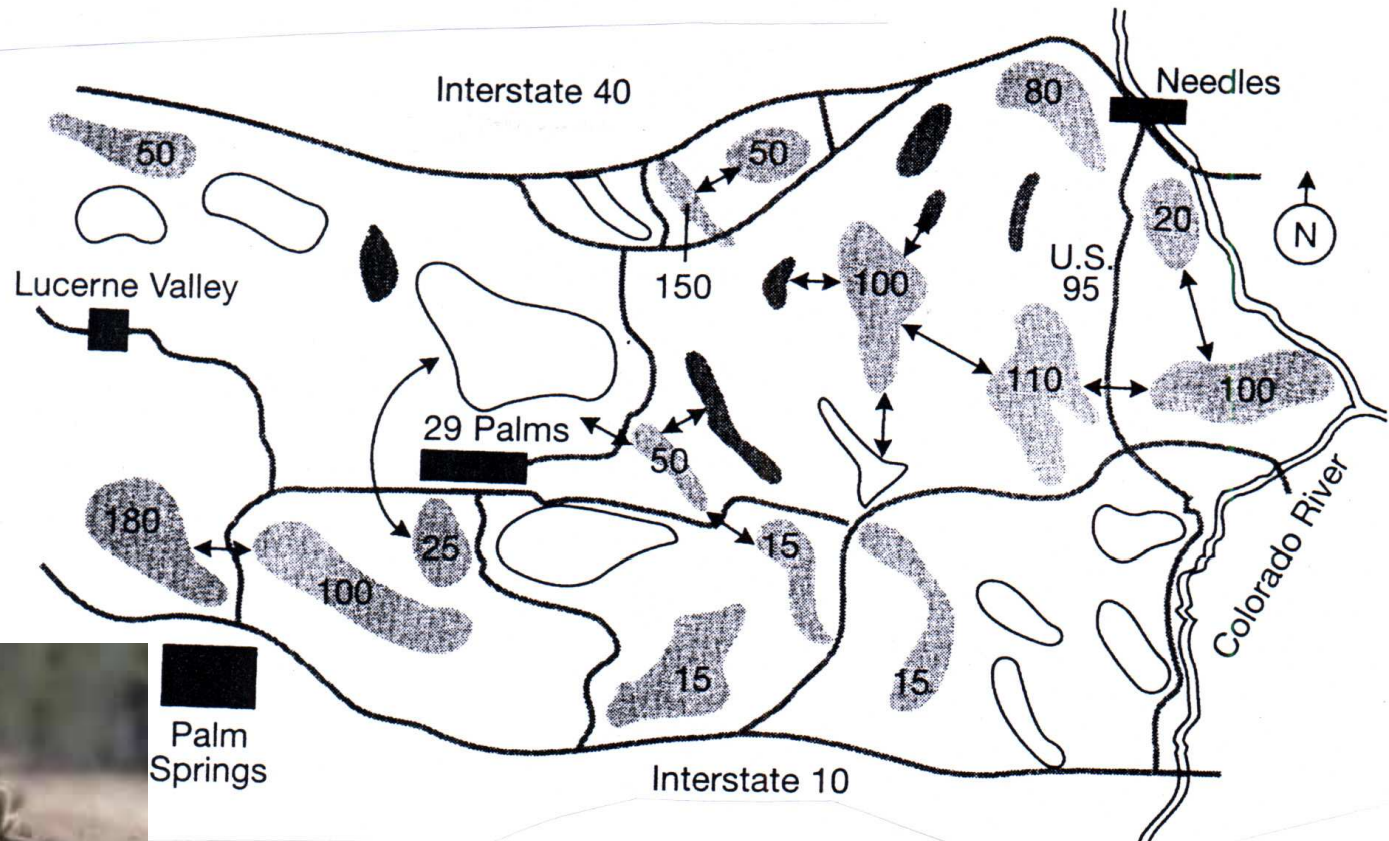 Interstate 40
Needles
80
50
50
20
N
U.S.
95
100
150
Lucerne Valley
110
100
29 Palms
50
180
25
15
100
Colorado River
15
15
Palm
Springs
Interstate 10